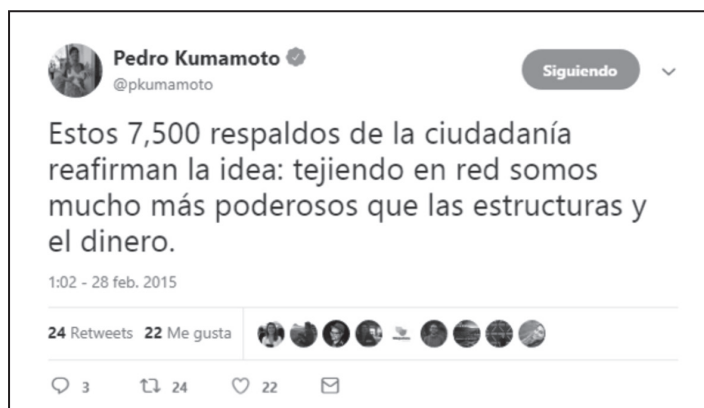 Pedro Kumamoto
@pkumamoto
Siguiendo
Estos 7,500 respaldos de la ciudadanía
reafirman la idea: tejiendo en red somos
mucho más poderosos que las estructuras y
el dinero.
1:02 - 28 feb. 2015
24 Retweets 22 Me gusta
3 24 22